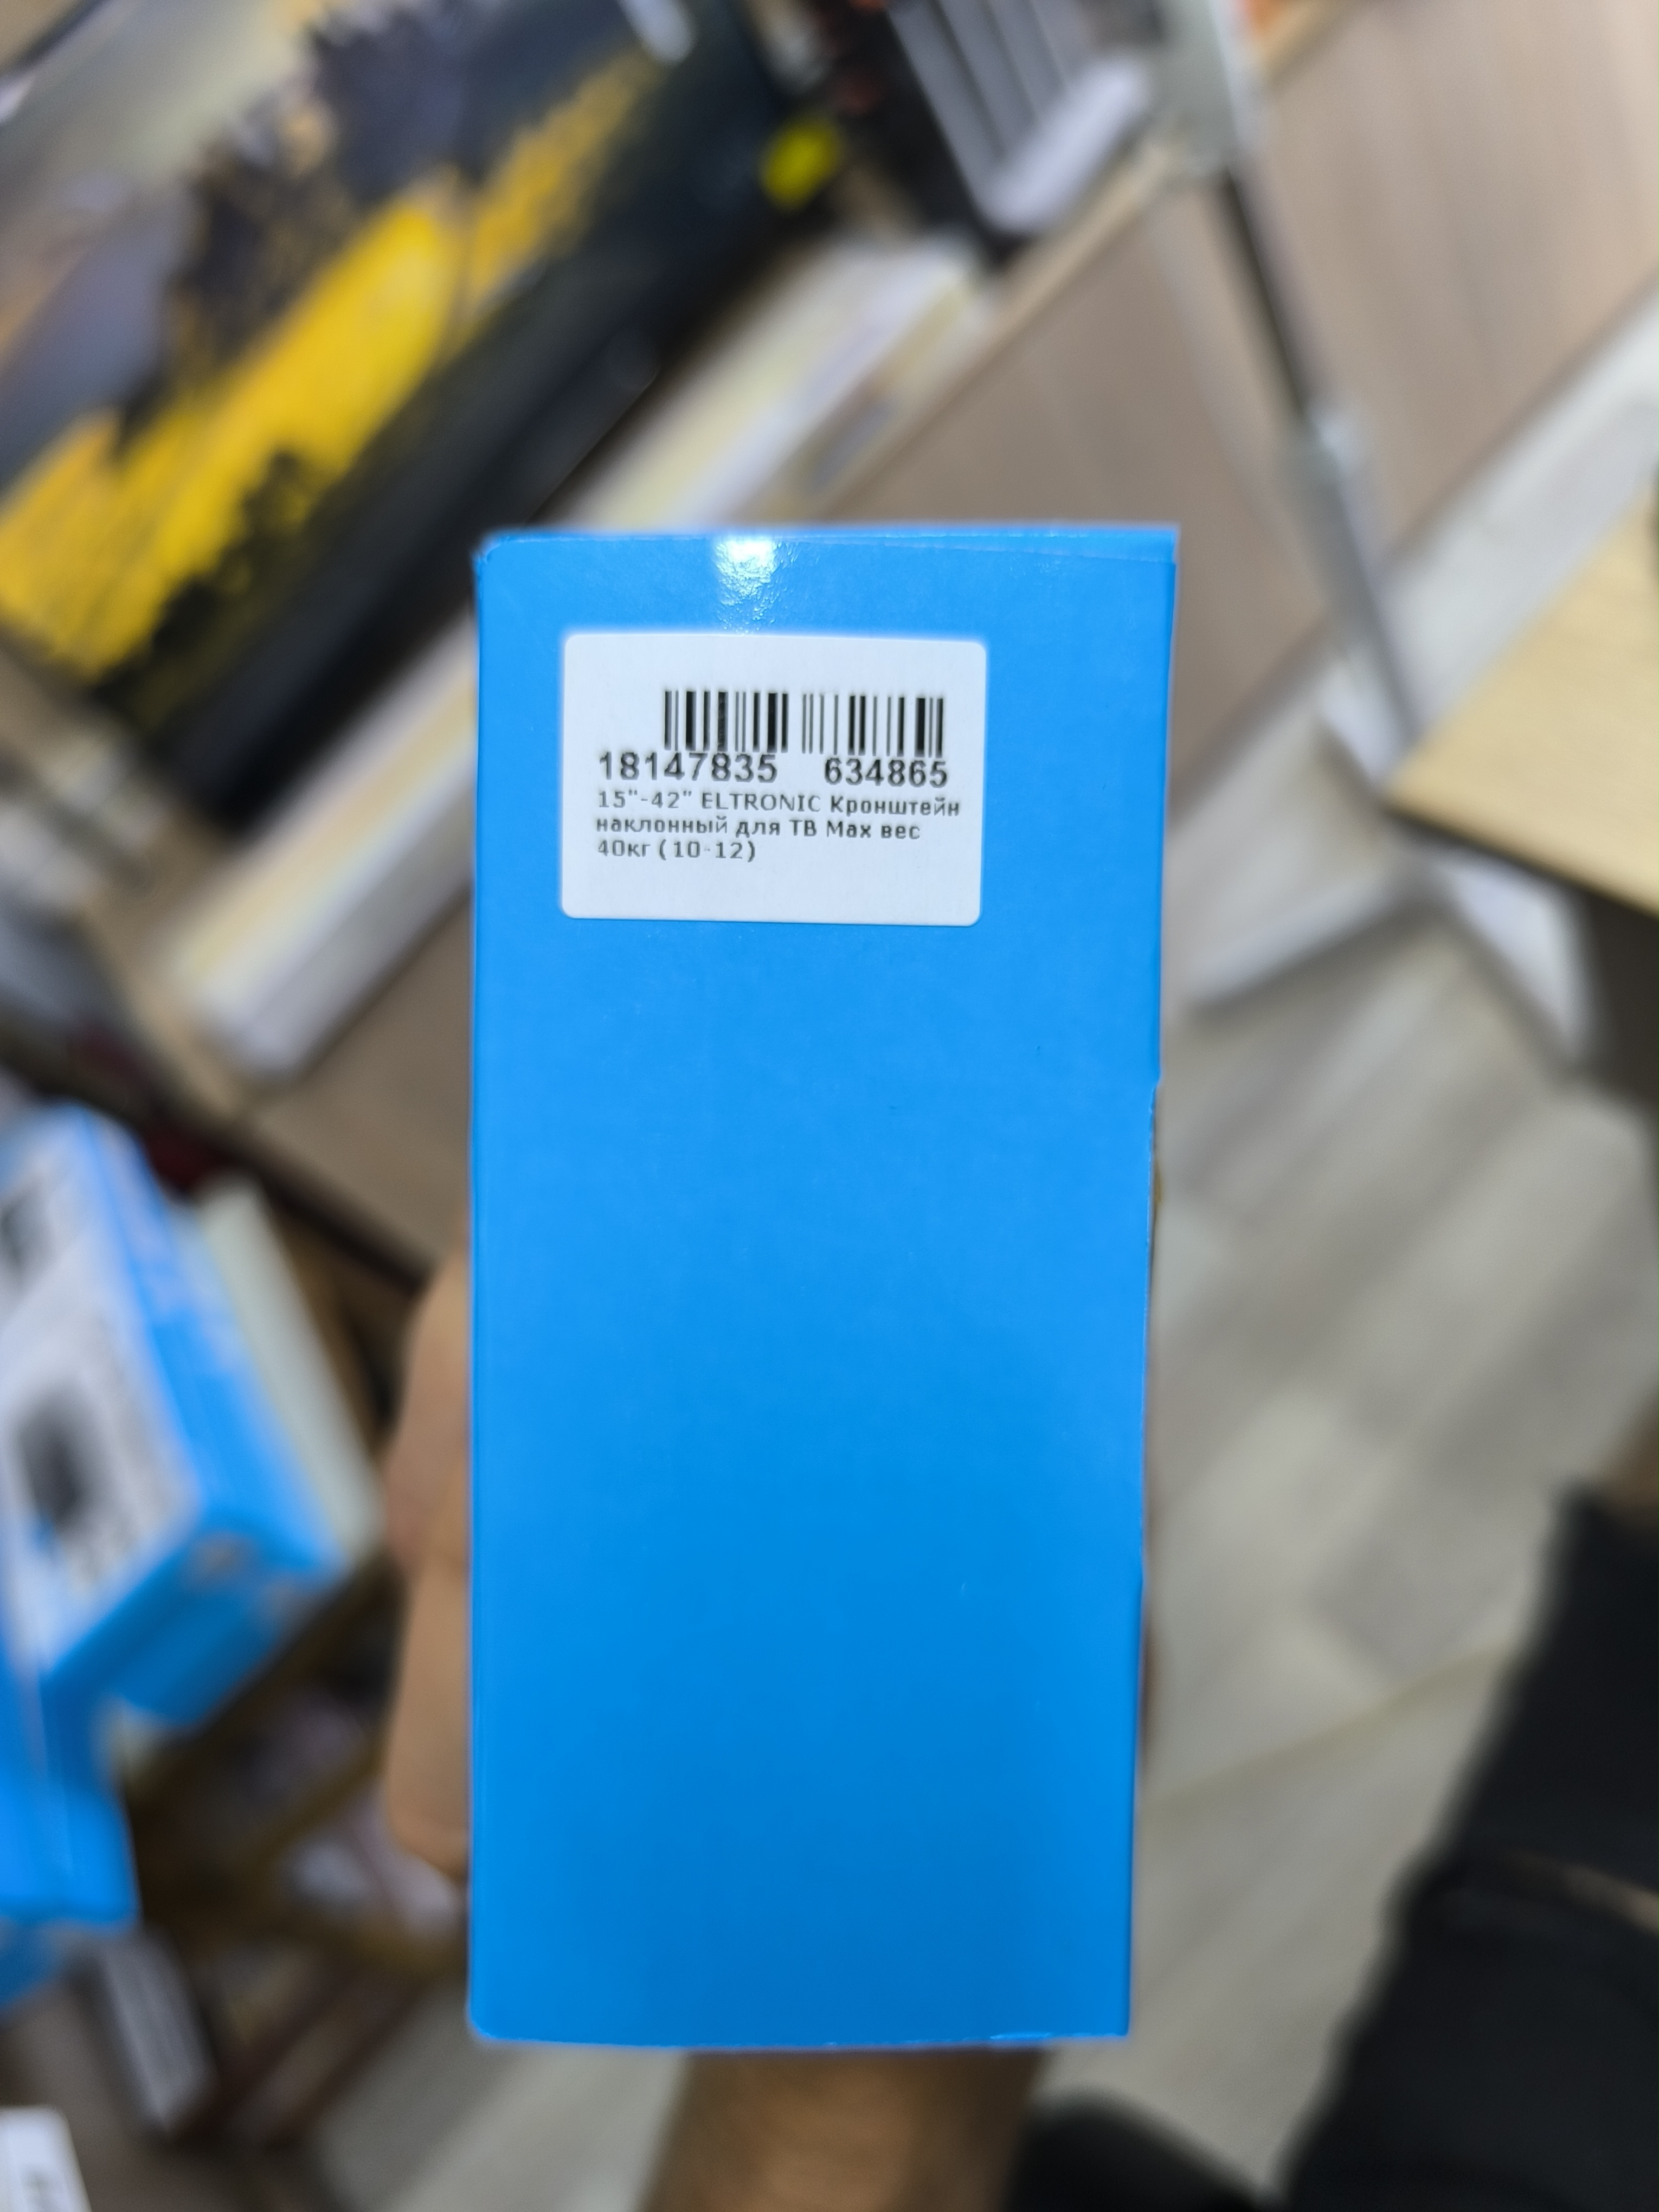 18147835 634865
15"-42" ELTRONIC Кронштейн
наклонный для ТВ Max вес
40кг (10-12)